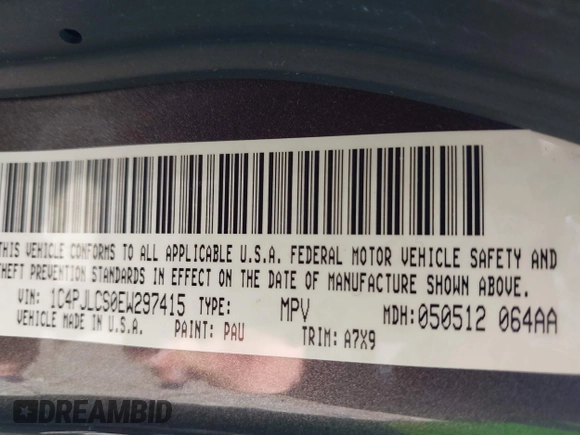 THIS VEHICLE CONFORMS TO ALL APPLICABLE U.S.A. FEDERAL MOTOR VEHICLE SAFETY AND
THEFT PREVENTION STANDARDS IN EFFECT ON THE DATE OF MANUFACTURE SHOWN ABOVE.
VIN: 1C4PJLCS0EW297415 TYPE: MPV MDH: 050512 064AA
VEHICLE MADE IN U.S.A. PAINT: PAU TRIM: A7X9
DREAMBID